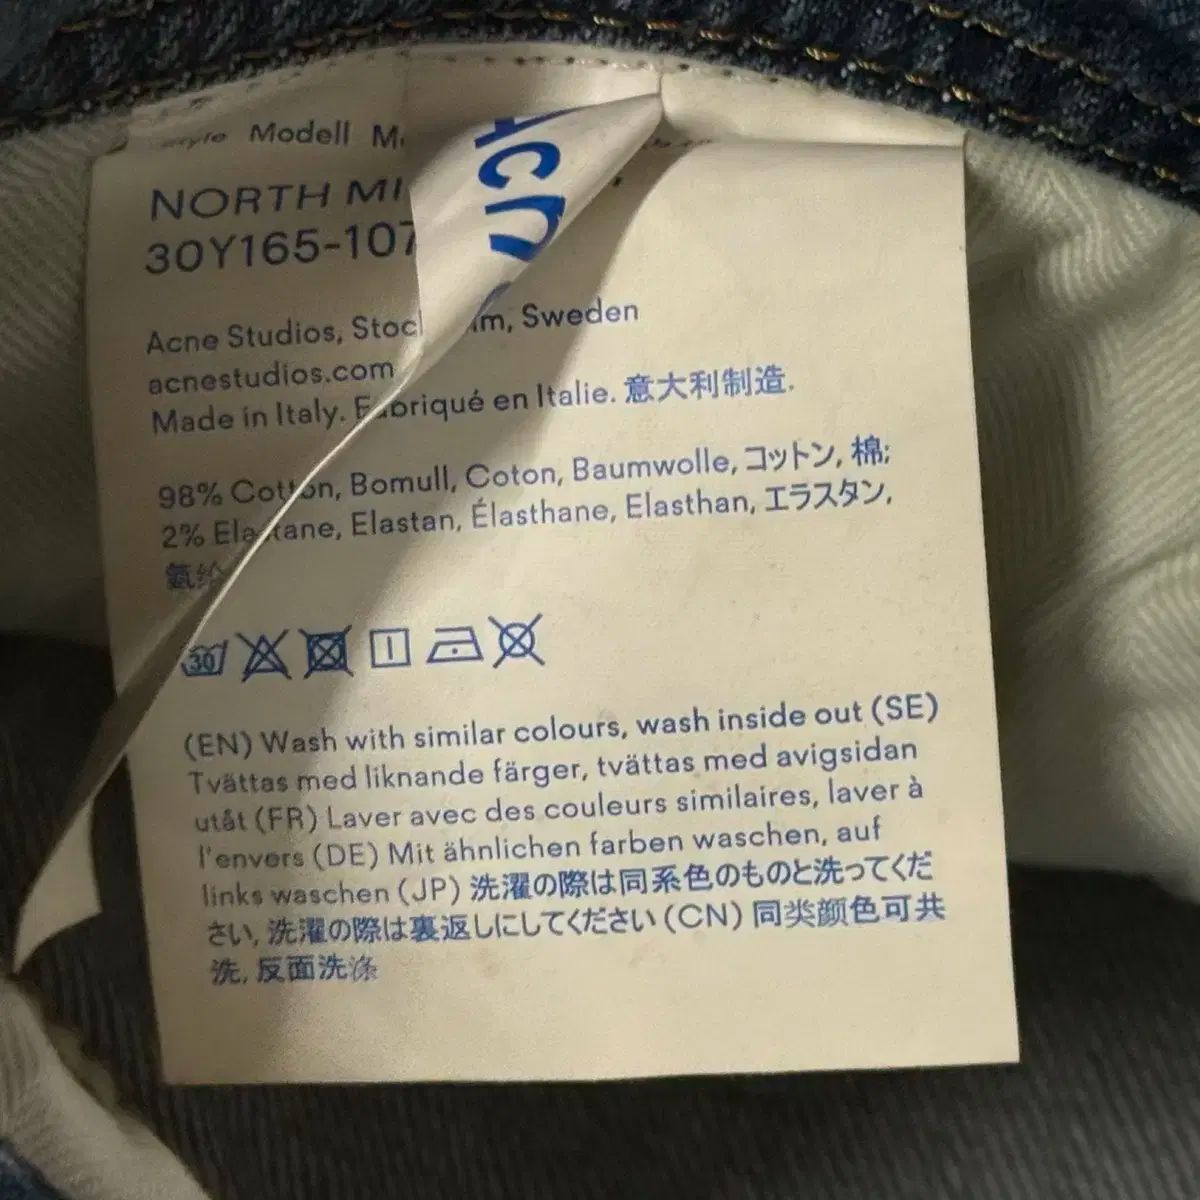 Style Modell
Acn
NORTH MI
30Y165-107
Acne Studios, Stoc m, Sweden
acnestudios.com
Made in Italy. Fabriqué en Italie. 意大利制造.
98% Cotton, Bomull, Coton, Baumwolle, コットン, 棉;
2% Elastane, Elastan, Élasthane, Elasthan, エラスタン,
氨纶
30
(EN) Wash with similar colours, wash inside out (SE)
Tvättas med liknande färger, tvättas med avigsidan
utåt (FR) Laver avec des couleurs similaires, laver à
l'envers (DE) Mit ähnlichen farben waschen, auf
links waschen (JP) 洗濯の際は同系色のものと洗ってくだ
さい, 洗濯の際は裏返しにしてください (CN) 同类颜色可共
洗, 反面洗涤